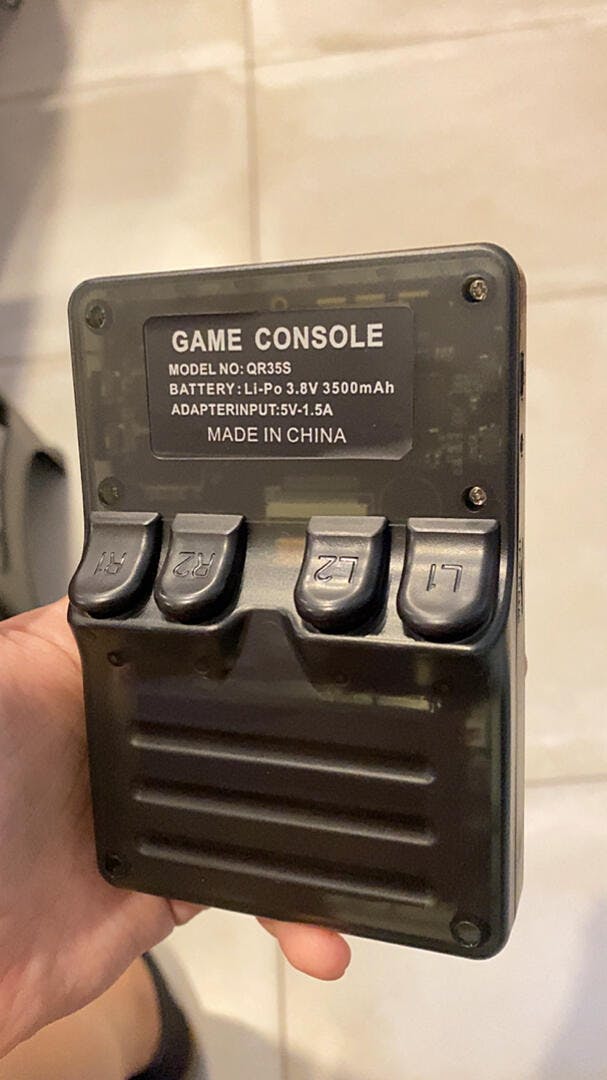 GAME CONSOLE
MODEL NO: QR35S
BATTERY: Li-Po 3.8V 3500mAh
ADAPTERINPUT:5V-1.5A
MADE IN CHINA
R1 R2 L2 L1